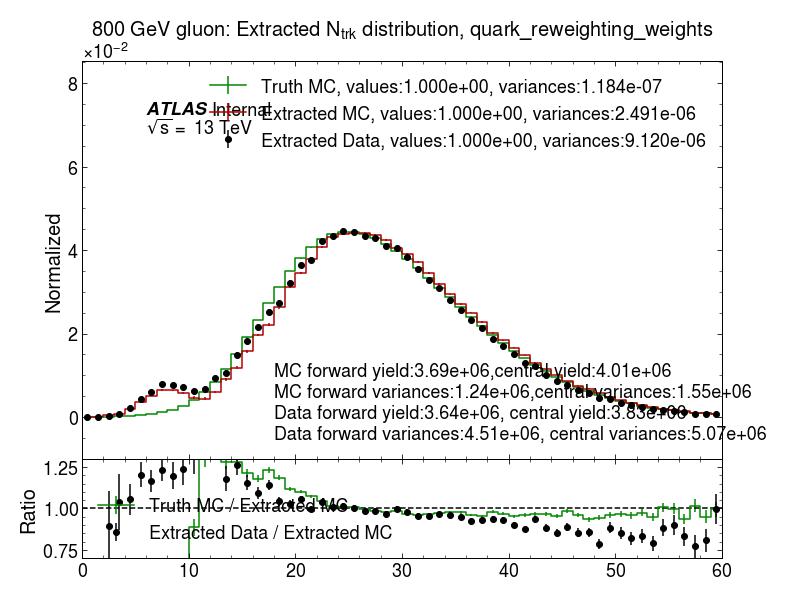 800 GeV gluon: Extracted Ntrk distribution, quark_reweighting_weights
×10−2
Truth MC, values:1.000e+00, variances:1.184e-07
ATLAS Internal
Extracted MC, values:1.000e+00, variances:2.491e-06
√s = 13 TeV
Extracted Data, values:1.000e+00, variances:9.120e-06
8
6
4
2
0
Normalized
MC forward yield:3.69e+06,central yield:4.01e+06
MC forward variances:1.24e+06,central variances:1.55e+06
Data forward yield:3.64e+06, central yield:3.83e+06
Data forward variances:4.51e+06, central variances:5.07e+06
1.25
1.00
0.75
Ratio
Truth MC / Extracted MC
Extracted Data / Extracted MC
0 10 20 30 40 50 60